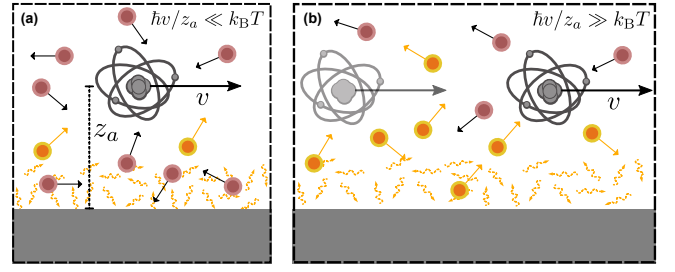 (a) ħv/z_a ≪ k_BT
v
z_a
(b) ħv/z_a ≫ k_BT
v